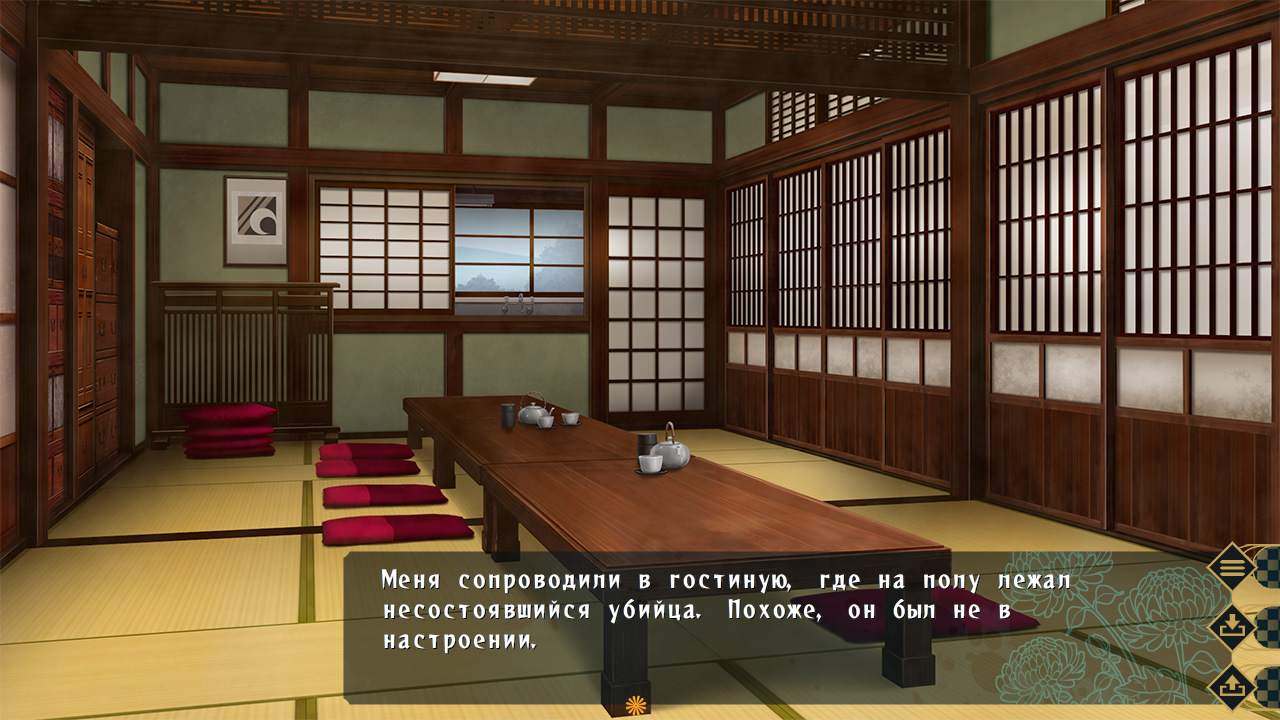 Меня сопроводили в гостиную, где на полу лежал
несостоявшийся убийца. Похоже, он был не в
настроении.